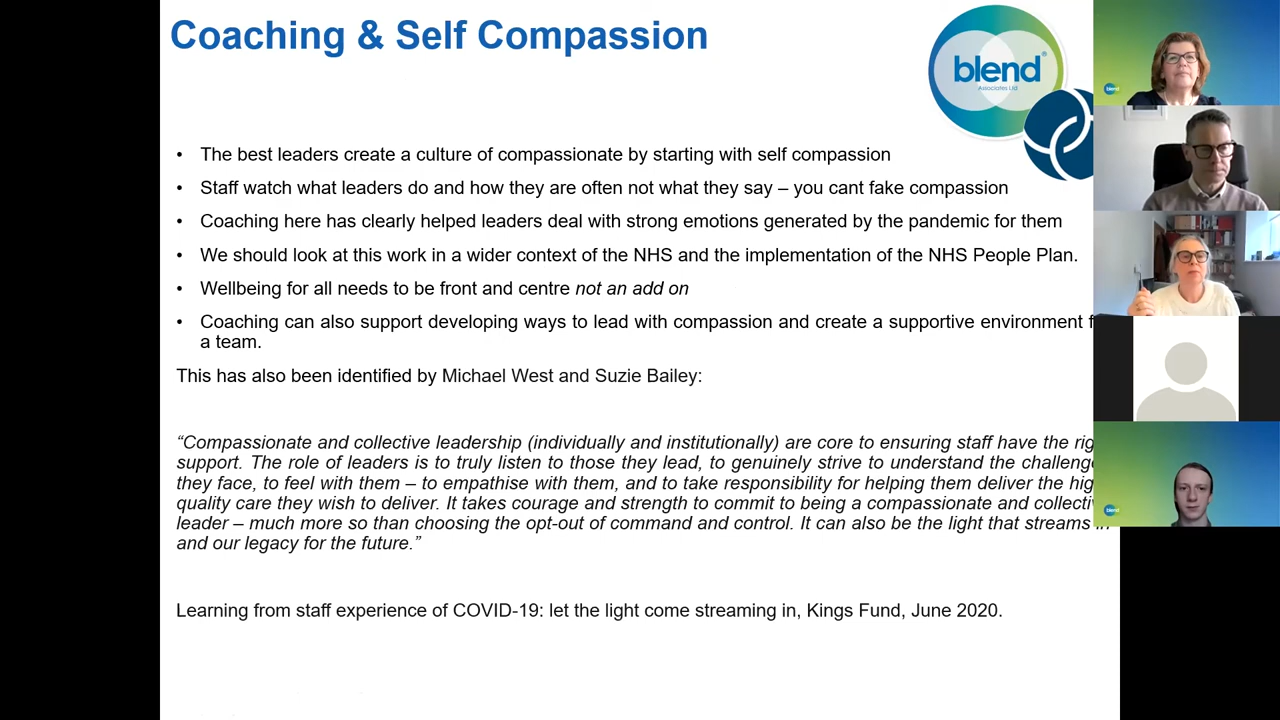 Coaching & Self Compassion
blend®
Associates Ltd
• The best leaders create a culture of compassionate by starting with self compassion
• Staff watch what leaders do and how they are often not what they say – you cant fake compassion
• Coaching here has clearly helped leaders deal with strong emotions generated by the pandemic for them
• We should look at this work in a wider context of the NHS and the implementation of the NHS People Plan.
• Wellbeing for all needs to be front and centre not an add on
• Coaching can also support developing ways to lead with compassion and create a supportive environment
a team.
This has also been identified by Michael West and Suzie Bailey:
“Compassionate and collective leadership (individually and institutionally) are core to ensuring staff have the
support. The role of leaders is to truly listen to those they lead, to genuinely strive to understand the
they face, to feel with them – to empathise with them, and to take responsibility for helping them deliver the
quality care they wish to deliver. It takes courage and strength to commit to being a compassionate and
leader – much more so than choosing the opt-out of command and control. It can also be the light that streams in
and our legacy for the future.”
Learning from staff experience of COVID-19: let the light come streaming in, Kings Fund, June 2020.
blend
blend